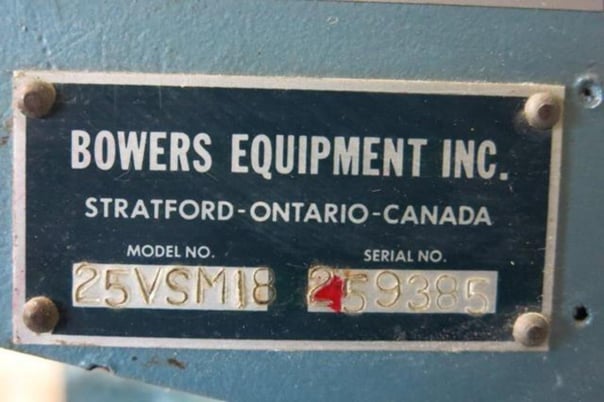 BOWERS EQUIPMENT INC.
STRATFORD-ONTARIO-CANADA
MODEL NO. SERIAL NO.
25VSM18 259385